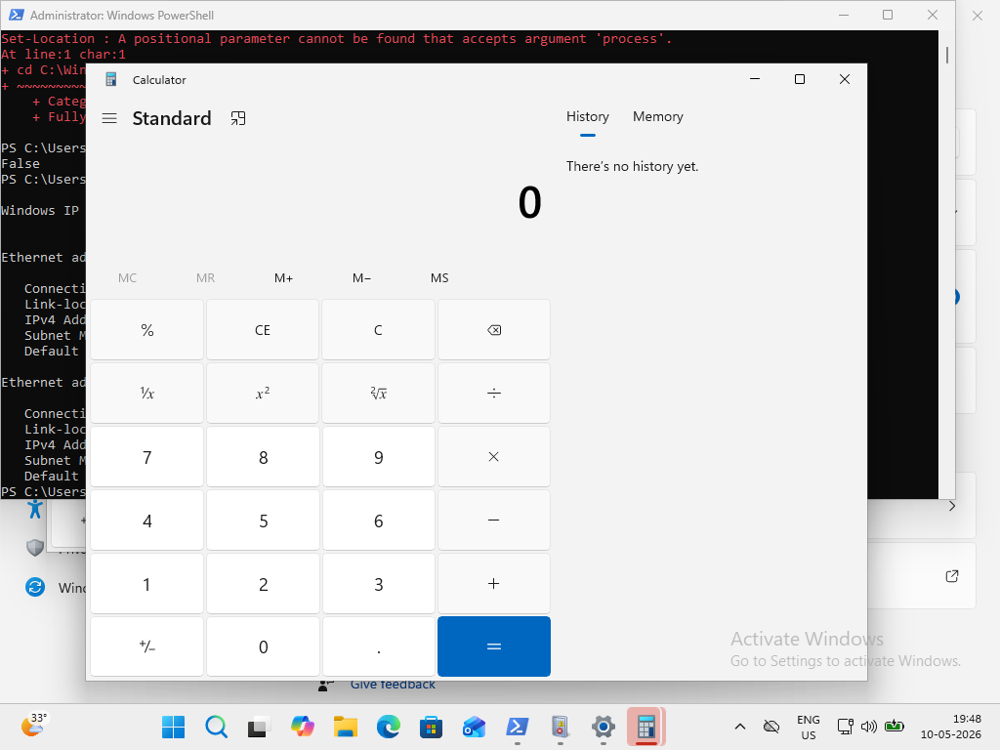 Administrator: Windows PowerShell
Set-Location : A positional parameter cannot be found that accepts argument 'process'.
At line:1 char:1
+ cd C:\Win
+ ~~~~~~~~~
+ Categ
+ Fully
PS C:\Users
False
PS C:\Users
Windows IP
Ethernet ad
Connecti
Link-loc
IPv4 Add
Subnet M
Default
Ethernet ad
Connecti
Link-loc
IPv4 Add
Subnet M
Default
PS C:\Users
Calculator
Standard
History Memory
There's no history yet.
0
MC MR M+ M− MS
% CE C
¹/x x² ²√x ÷
7 8 9 ×
4 5 6 −
1 2 3 +
+/− 0 . =
Wind
Give feedback
Activate Windows
Go to Settings to activate Windows.
33°
ENG
US
19:48
10-05-2026